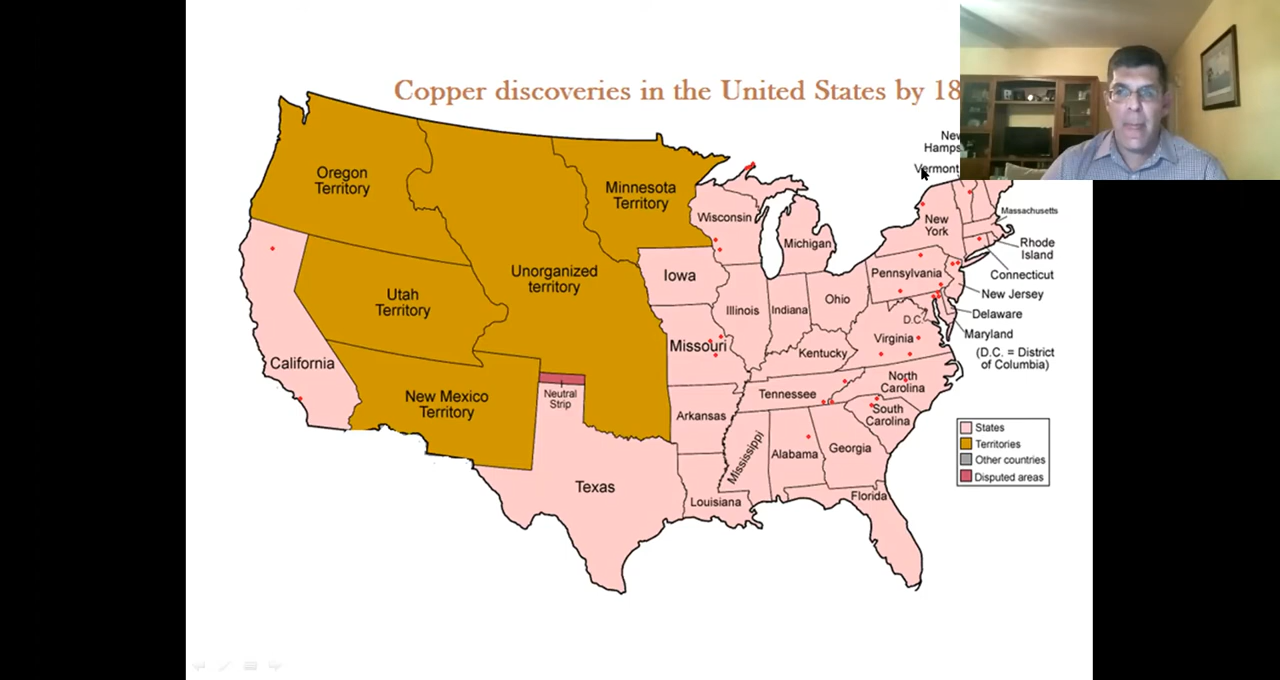 Copper discoveries in the United States by 18
New
Hamps
Vermont
Oregon
Territory
Minnesota
Territory
Wisconsin
Michigan
New
York
Massachusetts
Rhode
Island
Connecticut
New Jersey
Delaware
Maryland
(D.C. = District
of Columbia)
Unorganized
territory
Iowa
Pennsylvania
Utah
Territory
Illinois
Indiana
Ohio
D.C.
Virginia
Missouri
Kentucky
California
New Mexico
Territory
Neutral
Strip
Tennessee
North
Carolina
Arkansas
South
Carolina
Mississippi
Alabama
Georgia
Texas
Louisiana
Florida
States
Territories
Other countries
Disputed areas